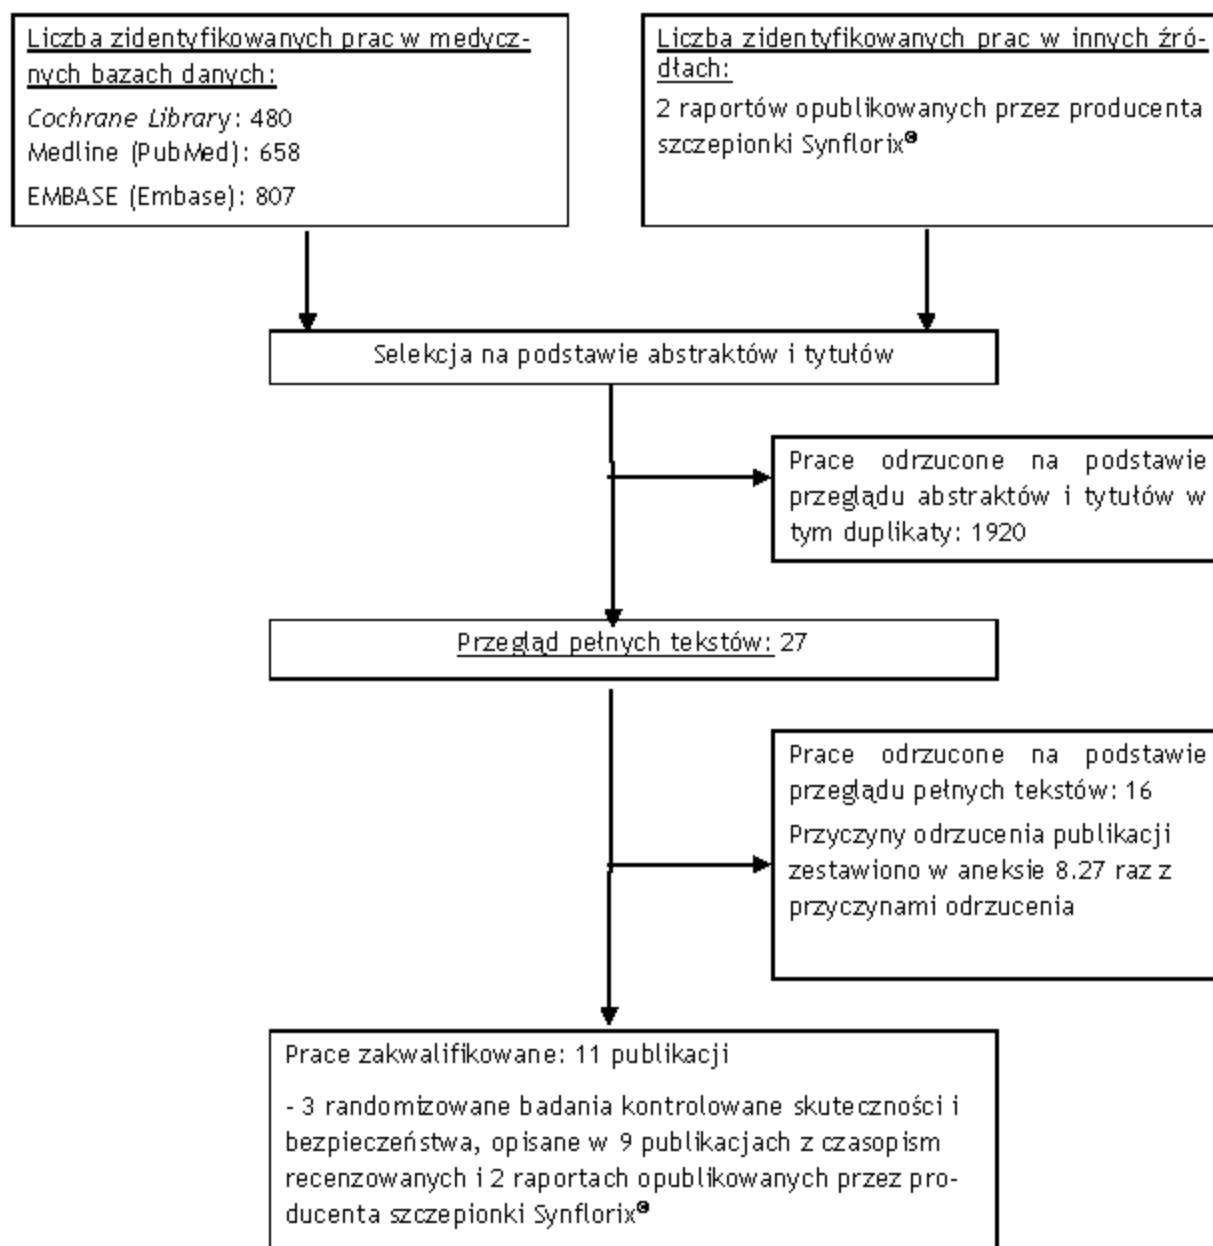 Liczba zidentyfikowanych prac w medycz-
nych bazach danych:
Cochrane Library: 480
Medline (PubMed): 658
EMBASE (Embase): 807
Liczba zidentyfikowanych prac w innych źró-
dłach:
2 raportów opublikowanych przez producenta
szczepionki Synflorix®
Selekcja na podstawie abstraktów i tytułów
Prace odrzucone na podstawie
przeglądu abstraktów i tytułów w
tym duplikaty: 1920
Przegląd pełnych tekstów: 27
Prace odrzucone na podstawie
przeglądu pełnych tekstów: 16
Przyczyny odrzucenia publikacji
zestawiono w aneksie 8.27 raz z
przyczynami odrzucenia
Prace zakwalifikowane: 11 publikacji
- 3 randomizowane badania kontrolowane skuteczności i
bezpieczeństwa, opisane w 9 publikacjach z czasopism
recenzowanych i 2 raportach opublikowanych przez pro-
ducenta szczepionki Synflorix®